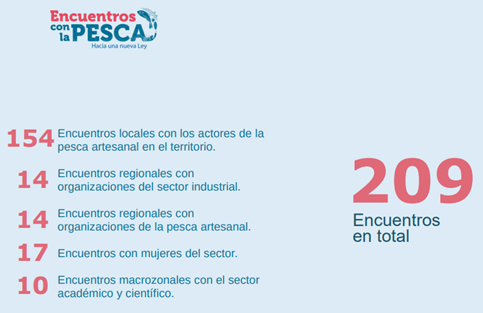 Encuentros
con
la PESCA
Hacia una nueva Ley
154
Encuentros locales con los actores de la
pesca artesanal en el territorio.
14
Encuentros regionales con
organizaciones del sector industrial.
14
Encuentros regionales con
organizaciones de la pesca artesanal.
17
Encuentros con mujeres del sector.
10
Encuentros macrozonales con el sector
académico y científico.
209
Encuentros
en total